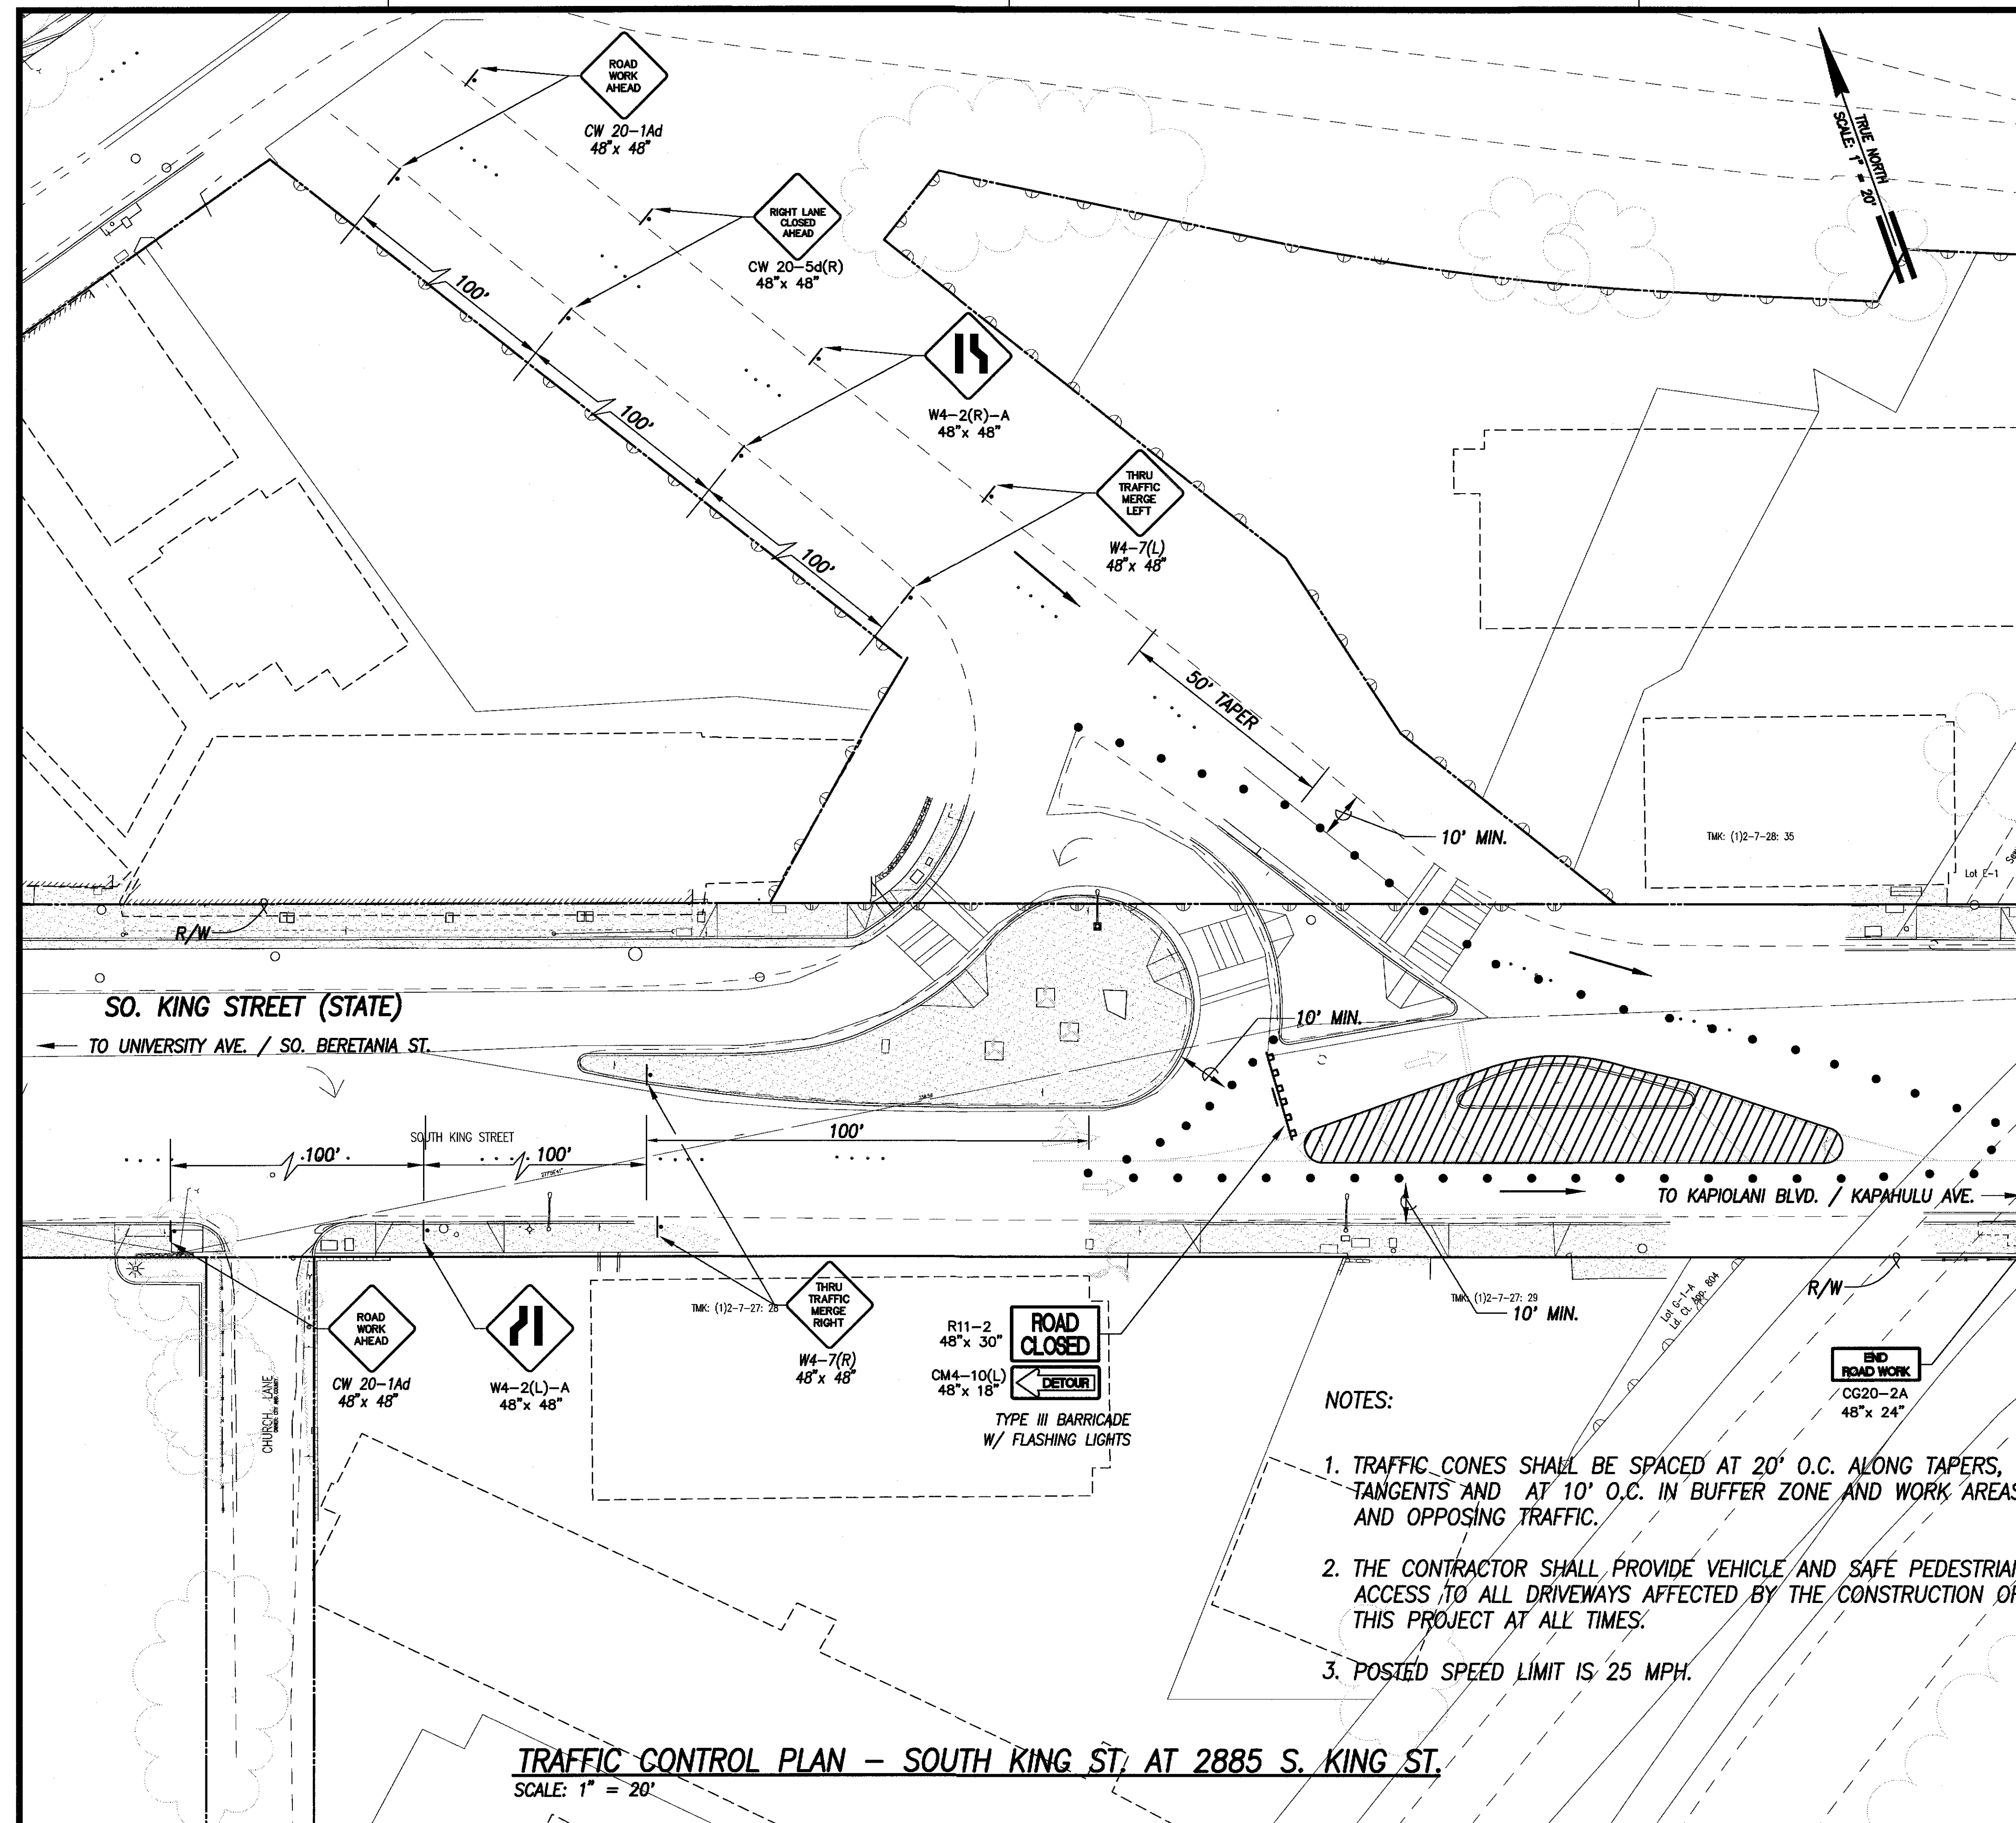 ROAD
WORK
AHEAD
CW 20-1Ad
48"x 48"
TRUE NORTH
SCALE: 1" = 20'
RIGHT LANE
CLOSED
AHEAD
CW 20-5d(R)
48"x 48"
100'
W4-2(R)-A
48"x 48"
100'
THRU
TRAFFIC
MERGE
LEFT
W4-7(L)
48"x 48"
100'
50' TAPER
10' MIN.
TMK: (1)2-7-28: 35
Lot E-1
R/W
SO. KING STREET (STATE)
TO UNIVERSITY AVE. / SO. BERETANIA ST.
10' MIN.
SOUTH KING STREET
100'
100'
100'
TO KAPIOLANI BLVD. / KAPAHULU AVE.
R/W
TMK: (1)2-7-27: 28
TMK: (1)2-7-27: 29
10' MIN.
Lot G-1-A
Ld. Ct. App. 804
ROAD
WORK
AHEAD
CW 20-1Ad
48"x 48"
W4-2(L)-A
48"x 48"
THRU
TRAFFIC
MERGE
RIGHT
W4-7(R)
48"x 48"
R11-2
48"x 30"
ROAD
CLOSED
CM4-10(L)
48"x 18"
DETOUR
TYPE III BARRICADE
W/ FLASHING LIGHTS
END
ROAD WORK
CG20-2A
48"x 24"
CHURCH LANE
NOTES:
1. TRAFFIC CONES SHALL BE SPACED AT 20' O.C. ALONG TAPERS,
TANGENTS AND AT 10' O.C. IN BUFFER ZONE AND WORK AREAS
AND OPPOSING TRAFFIC.
2. THE CONTRACTOR SHALL PROVIDE VEHICLE AND SAFE PEDESTRIAN
ACCESS TO ALL DRIVEWAYS AFFECTED BY THE CONSTRUCTION OF
THIS PROJECT AT ALL TIMES.
3. POSTED SPEED LIMIT IS 25 MPH.
TRAFFIC CONTROL PLAN – SOUTH KING ST. AT 2885 S. KING ST.
SCALE: 1" = 20'